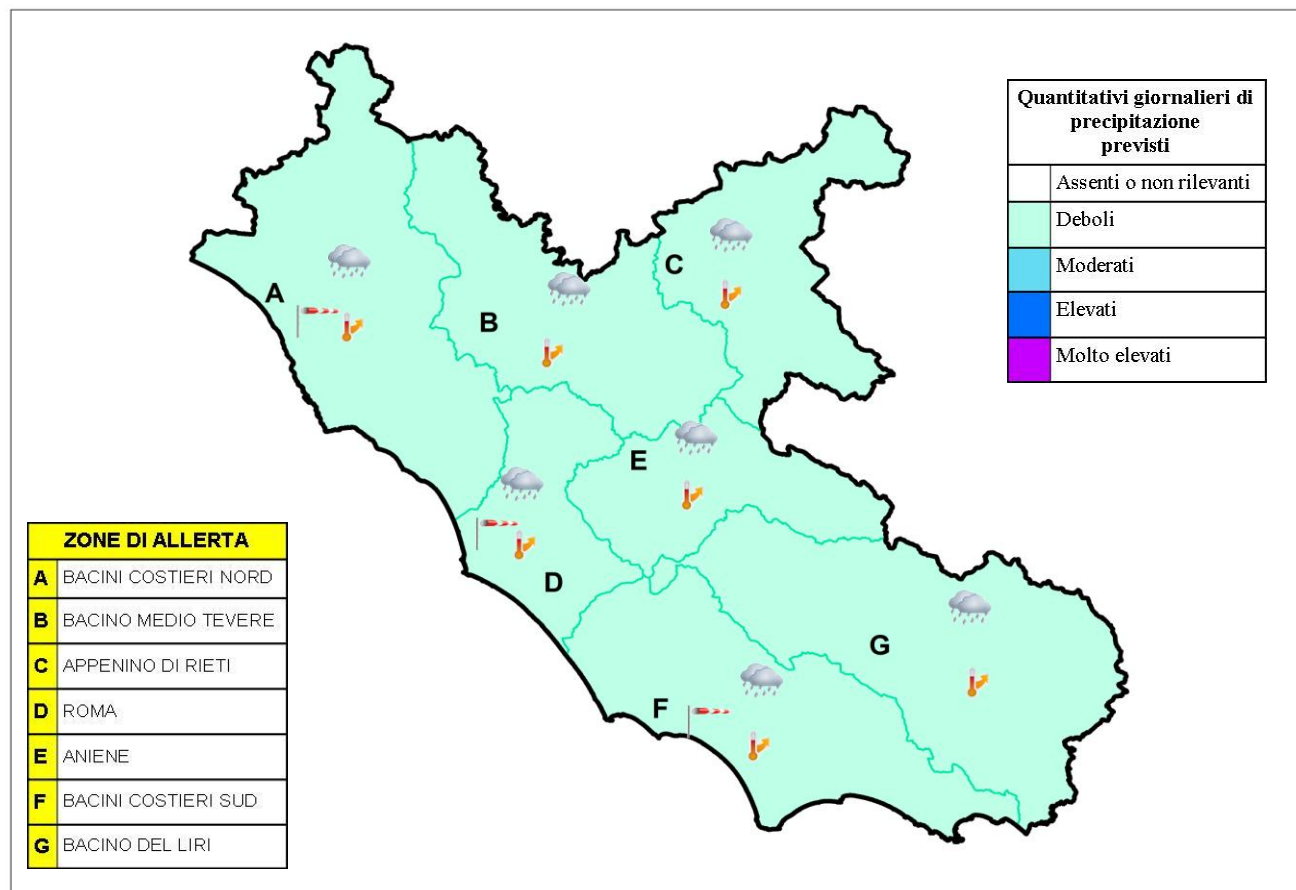 Quantitativi giornalieri di
precipitazione
previsti
Assenti o non rilevanti
Deboli
Moderati
Elevati
Molto elevati
A
B
C
D
E
F
G
ZONE DI ALLERTA
A BACINI COSTIERI NORD
B BACINO MEDIO TEVERE
C APPENINO DI RIETI
D ROMA
E ANIENE
F BACINI COSTIERI SUD
G BACINO DEL LIRI